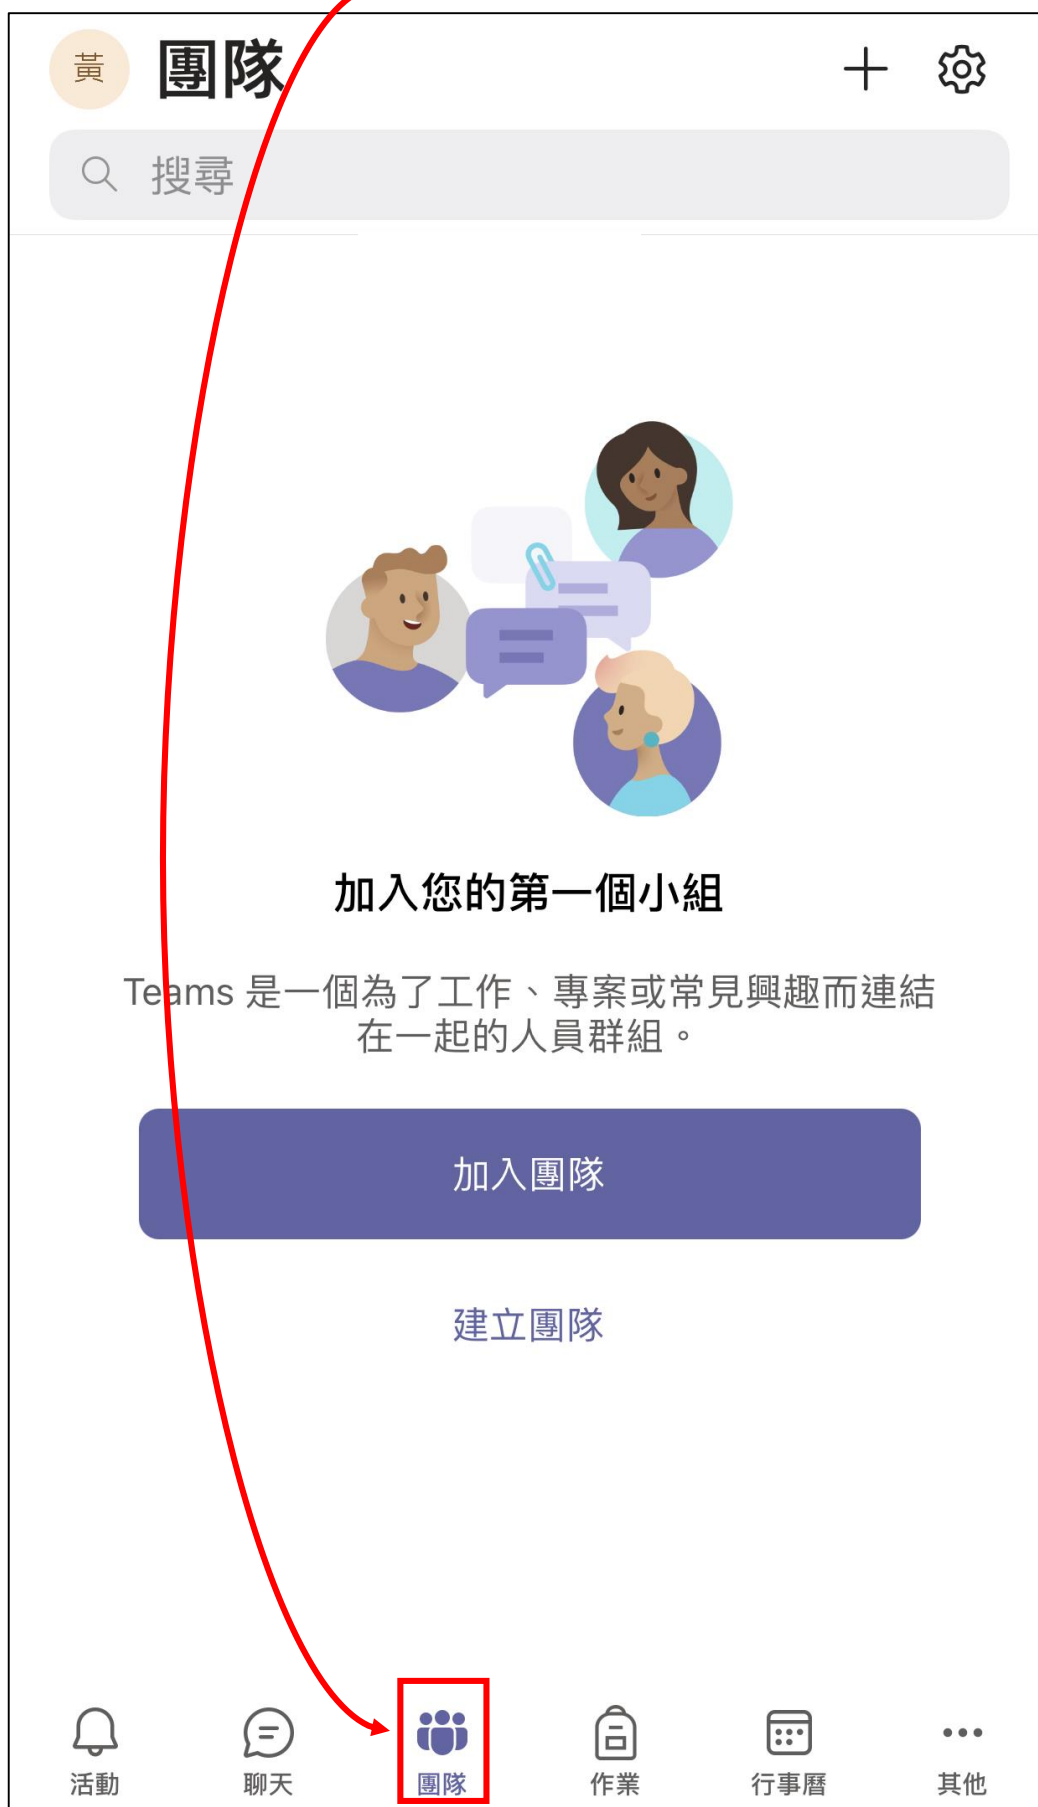 黃
團隊
搜尋
加入您的第一個小組
Teams 是一個為了工作、專案或常見興趣而連結
在一起的人員群組。
加入團隊
建立團隊
活動
聊天
團隊
作業
行事曆
其他